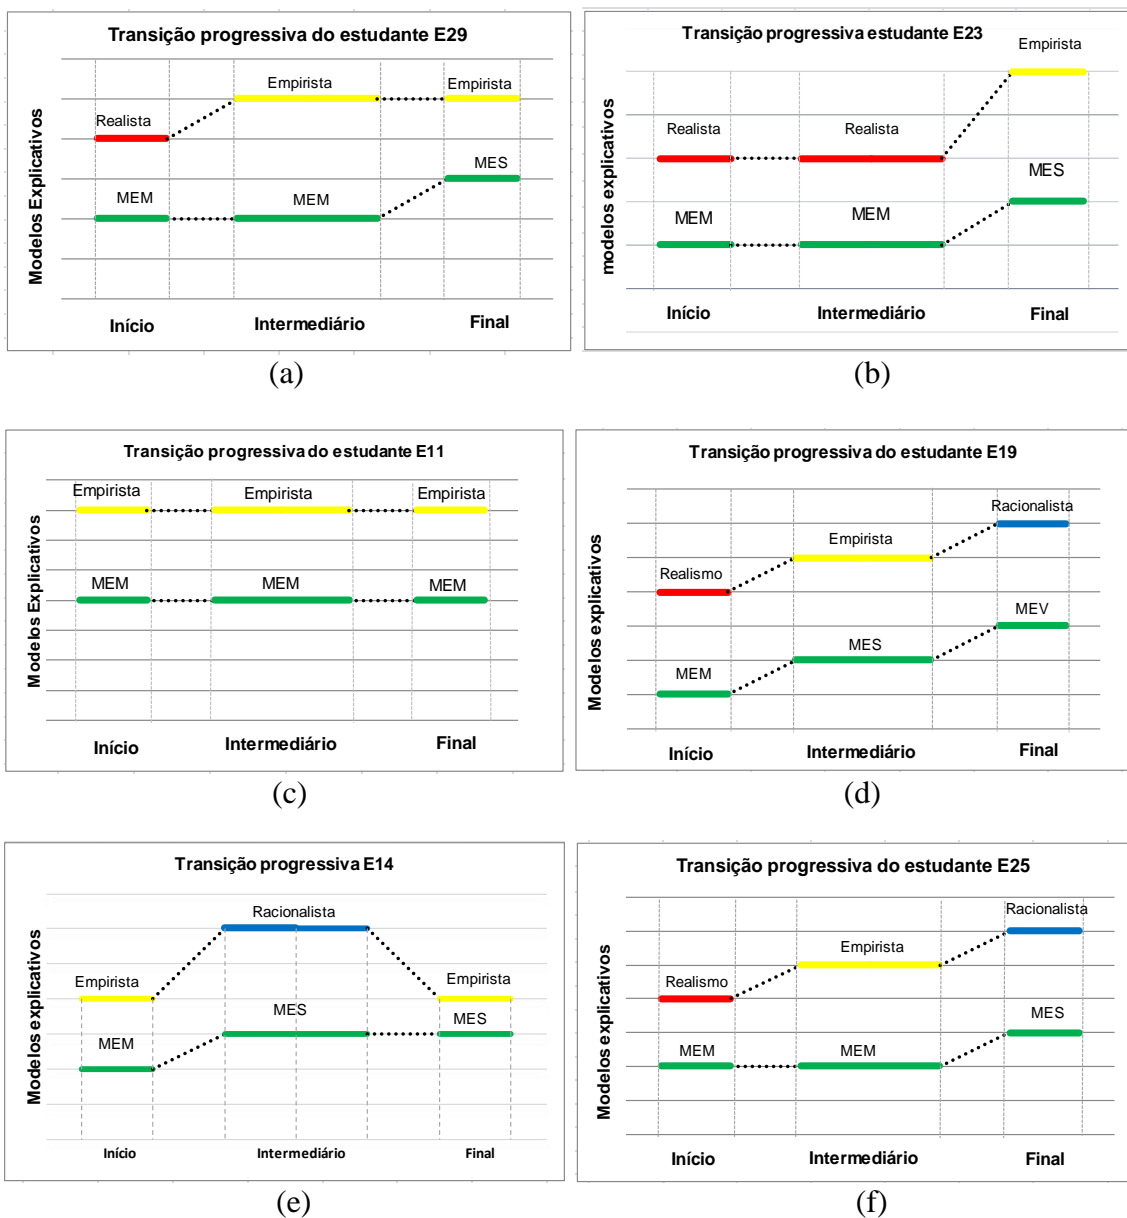 Transição progressiva do estudante E29
Modelos Explicativos
Realista
Empirista
Empirista
MEM
MEM
MES
Início
Intermediário
Final
(a)
Transição progressiva estudante E23
modelos explicativos
Realista
Realista
Empirista
MEM
MEM
MES
Início
Intermediário
Final
(b)
Transição progressiva do estudante E11
Modelos Explicativos
Empirista
Empirista
Empirista
MEM
MEM
MEM
Início
Intermediário
Final
(c)
Transição progressiva do estudante E19
Modelos explicativos
Realismo
Empirista
Racionalista
MEM
MES
MEV
Início
Intermediário
Final
(d)
Transição progressiva E14
Modelos explicativos
Empirista
Racionalista
Empirista
MEM
MES
MES
Início
Intermediário
Final
(e)
Transição progressiva do estudante E25
Modelos explicativos
Realismo
Empirista
Racionalista
MEM
MEM
MES
Início
Intermediário
Final
(f)